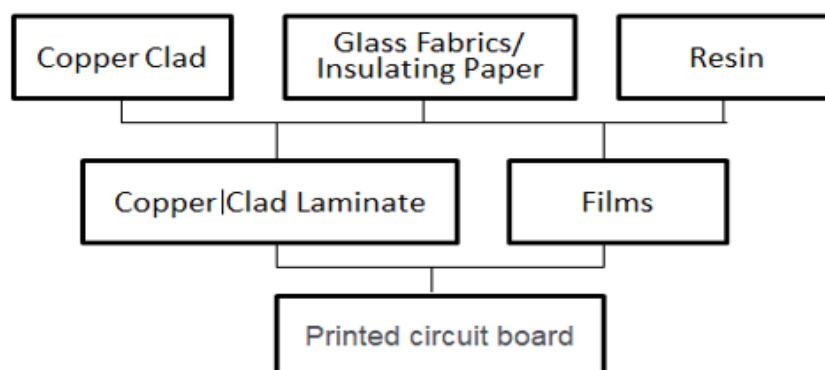 Copper Clad
Glass Fabrics/
Insulating Paper
Resin
Copper Clad Laminate
Films
Printed circuit board